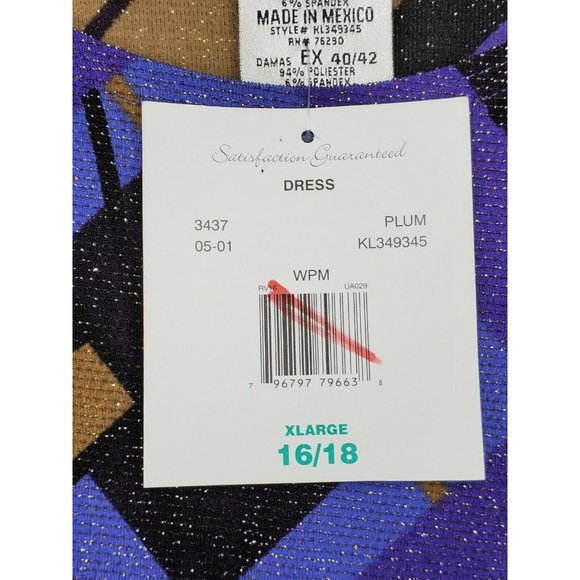 6% SPANDEX
MADE IN MEXICO
STYLE# KL349345
RN# 76290
DAMAS EX 40/42
94% POLIESTER
6% SPANDEX
Satisfaction Guaranteed
DRESS
3437 PLUM
05-01 KL349345
WPM
RV16 UA029
7 96797 79663 8
XLARGE
16/18